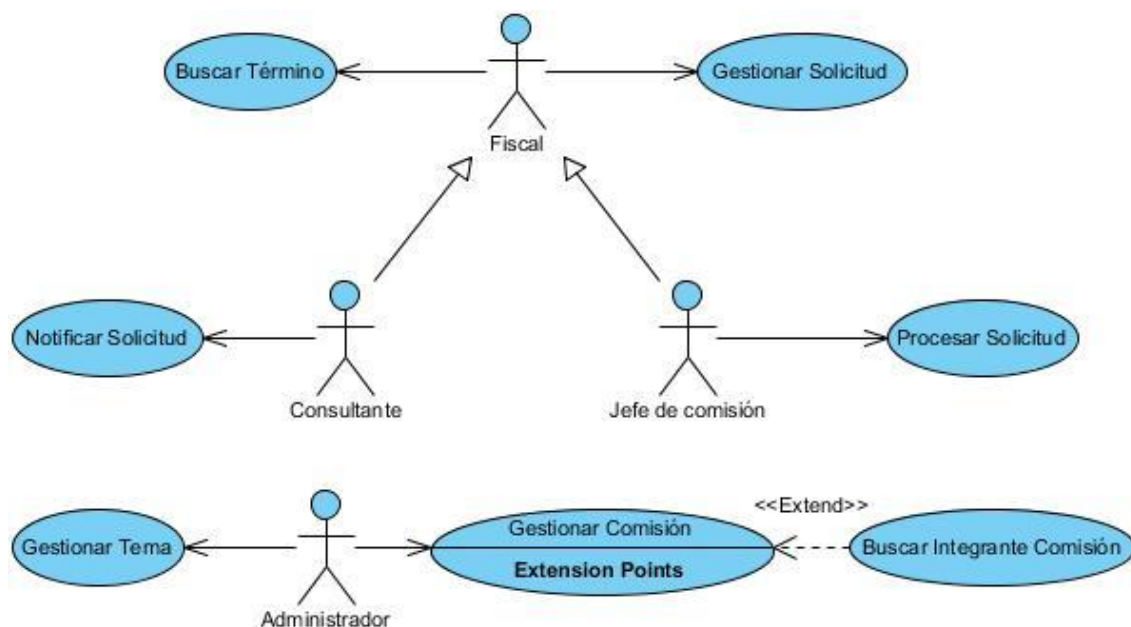 Buscar Término
Gestionar Solicitud
Fiscal
Notificar Solicitud
Procesar Solicitud
Consultante
Jefe de comisión
<<Extend>>
Gestionar Tema
Gestionar Comisión
Buscar Integrante Comisión
Extension Points
Administrador